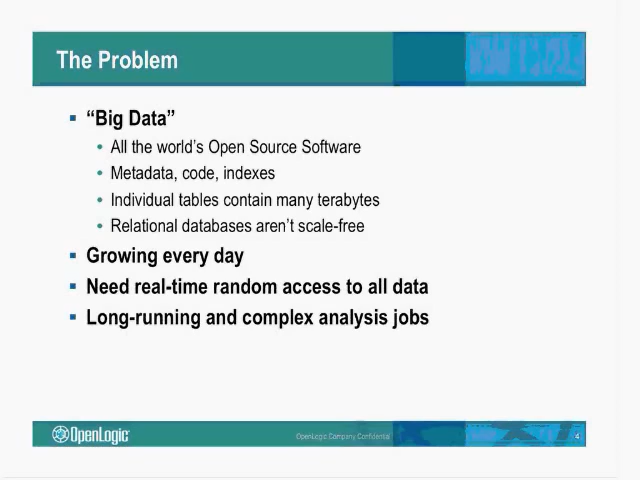 The Problem
“Big Data”
All the world’s Open Source Software
Metadata, code, indexes
Individual tables contain many terabytes
Relational databases aren’t scale-free
Growing every day
Need real-time random access to all data
Long-running and complex analysis jobs
OpenLogic
OpenLogic Company Confidential
4